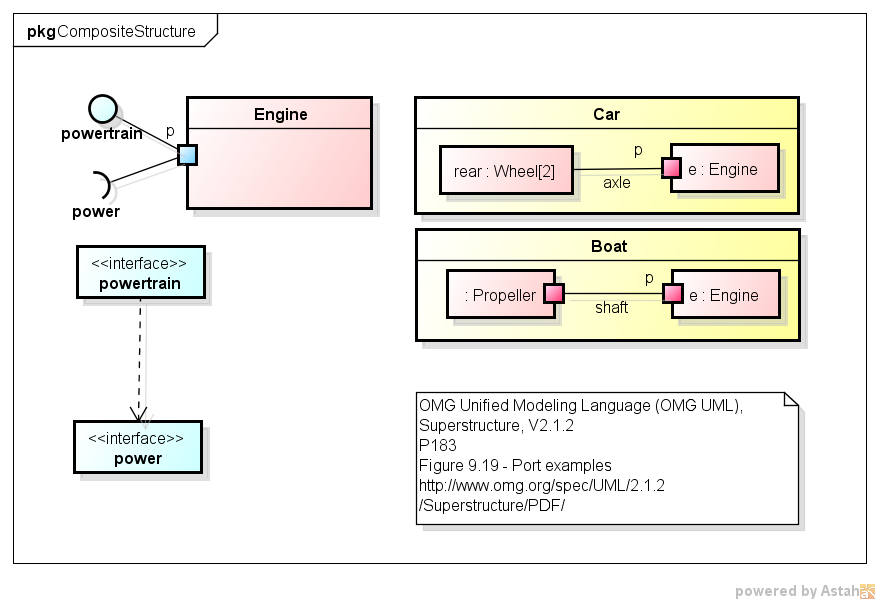 pkgCompositeStructure
powertrain
p
power
Engine
Car
rear : Wheel[2]
p
axle
e : Engine
Boat
: Propeller
p
shaft
e : Engine
<<interface>>
powertrain
<<interface>>
power
OMG Unified Modeling Language (OMG UML),
Superstructure, V2.1.2
P183
Figure 9.19 - Port examples
http://www.omg.org/spec/UML/2.1.2
/Superstructure/PDF/
powered by Astah